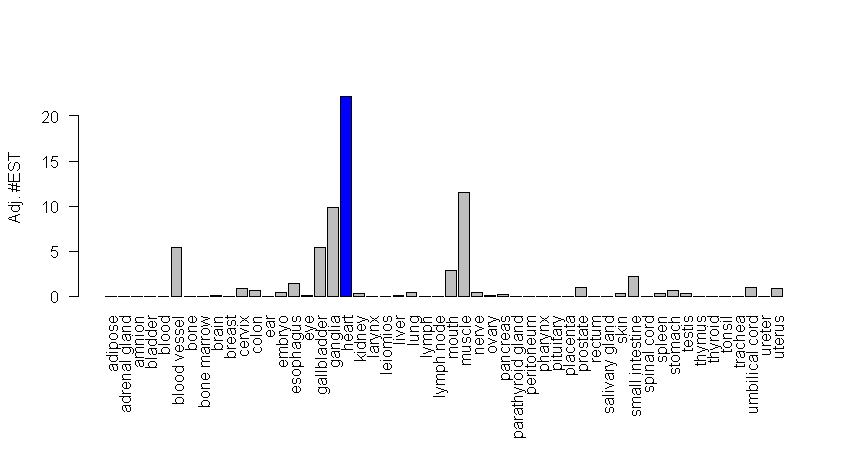 Adj. #EST
20
15
10
5
0
adipose
adrenal gland
amnion
bladder
blood
blood vessel
bone
bone marrow
brain
breast
cervix
colon
ear
embryo
esophagus
eye
gallbladder
ganglia
heart
kidney
larynx
leiomios
liver
lung
lymph
lymph node
mouth
muscle
nerve
ovary
pancreas
parathyroid gland
peritoneum
pharynx
pituitary
placenta
prostate
rectum
salivary gland
skin
small intestine
spinal cord
spleen
stomach
testis
thymus
thyroid
tonsil
trachea
umbilical cord
ureter
uterus